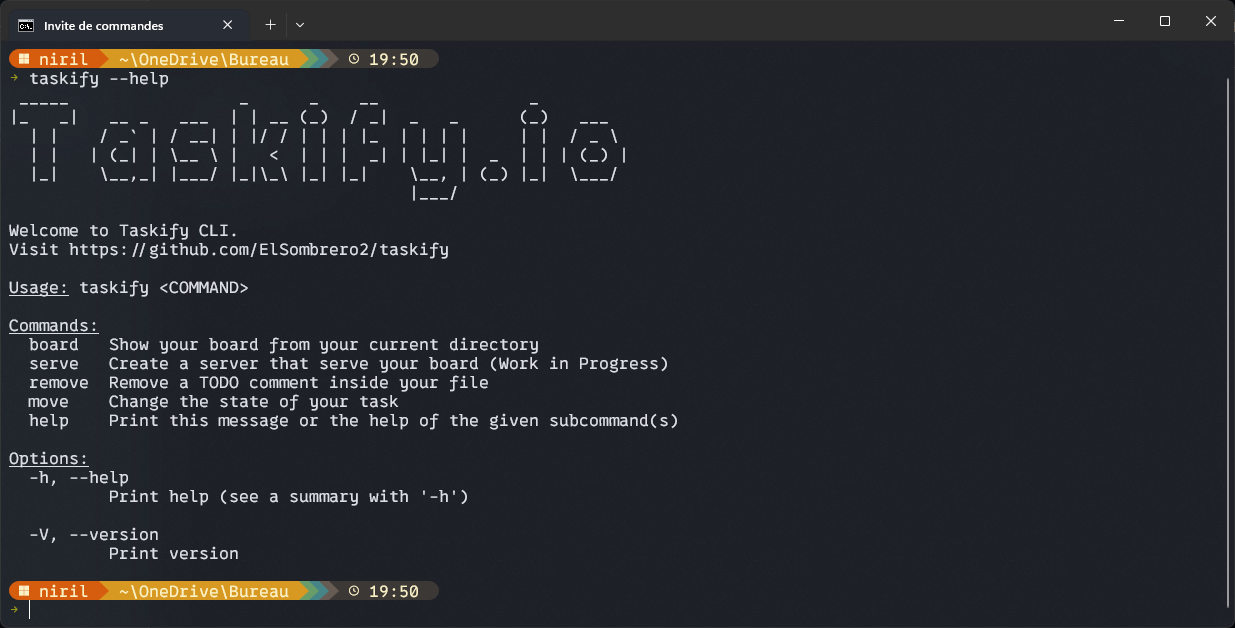 Invite de commandes
niril ~\OneDrive\Bureau 19:50
→ taskify --help
Taskify.io
Welcome to Taskify CLI.
Visit https://github.com/ElSombrero2/taskify
Usage: taskify <COMMAND>
Commands:
board Show your board from your current directory
serve Create a server that serve your board (Work in Progress)
remove Remove a TODO comment inside your file
move Change the state of your task
help Print this message or the help of the given subcommand(s)
Options:
-h, --help
Print help (see a summary with '-h')
-V, --version
Print version
niril ~\OneDrive\Bureau 19:50
→